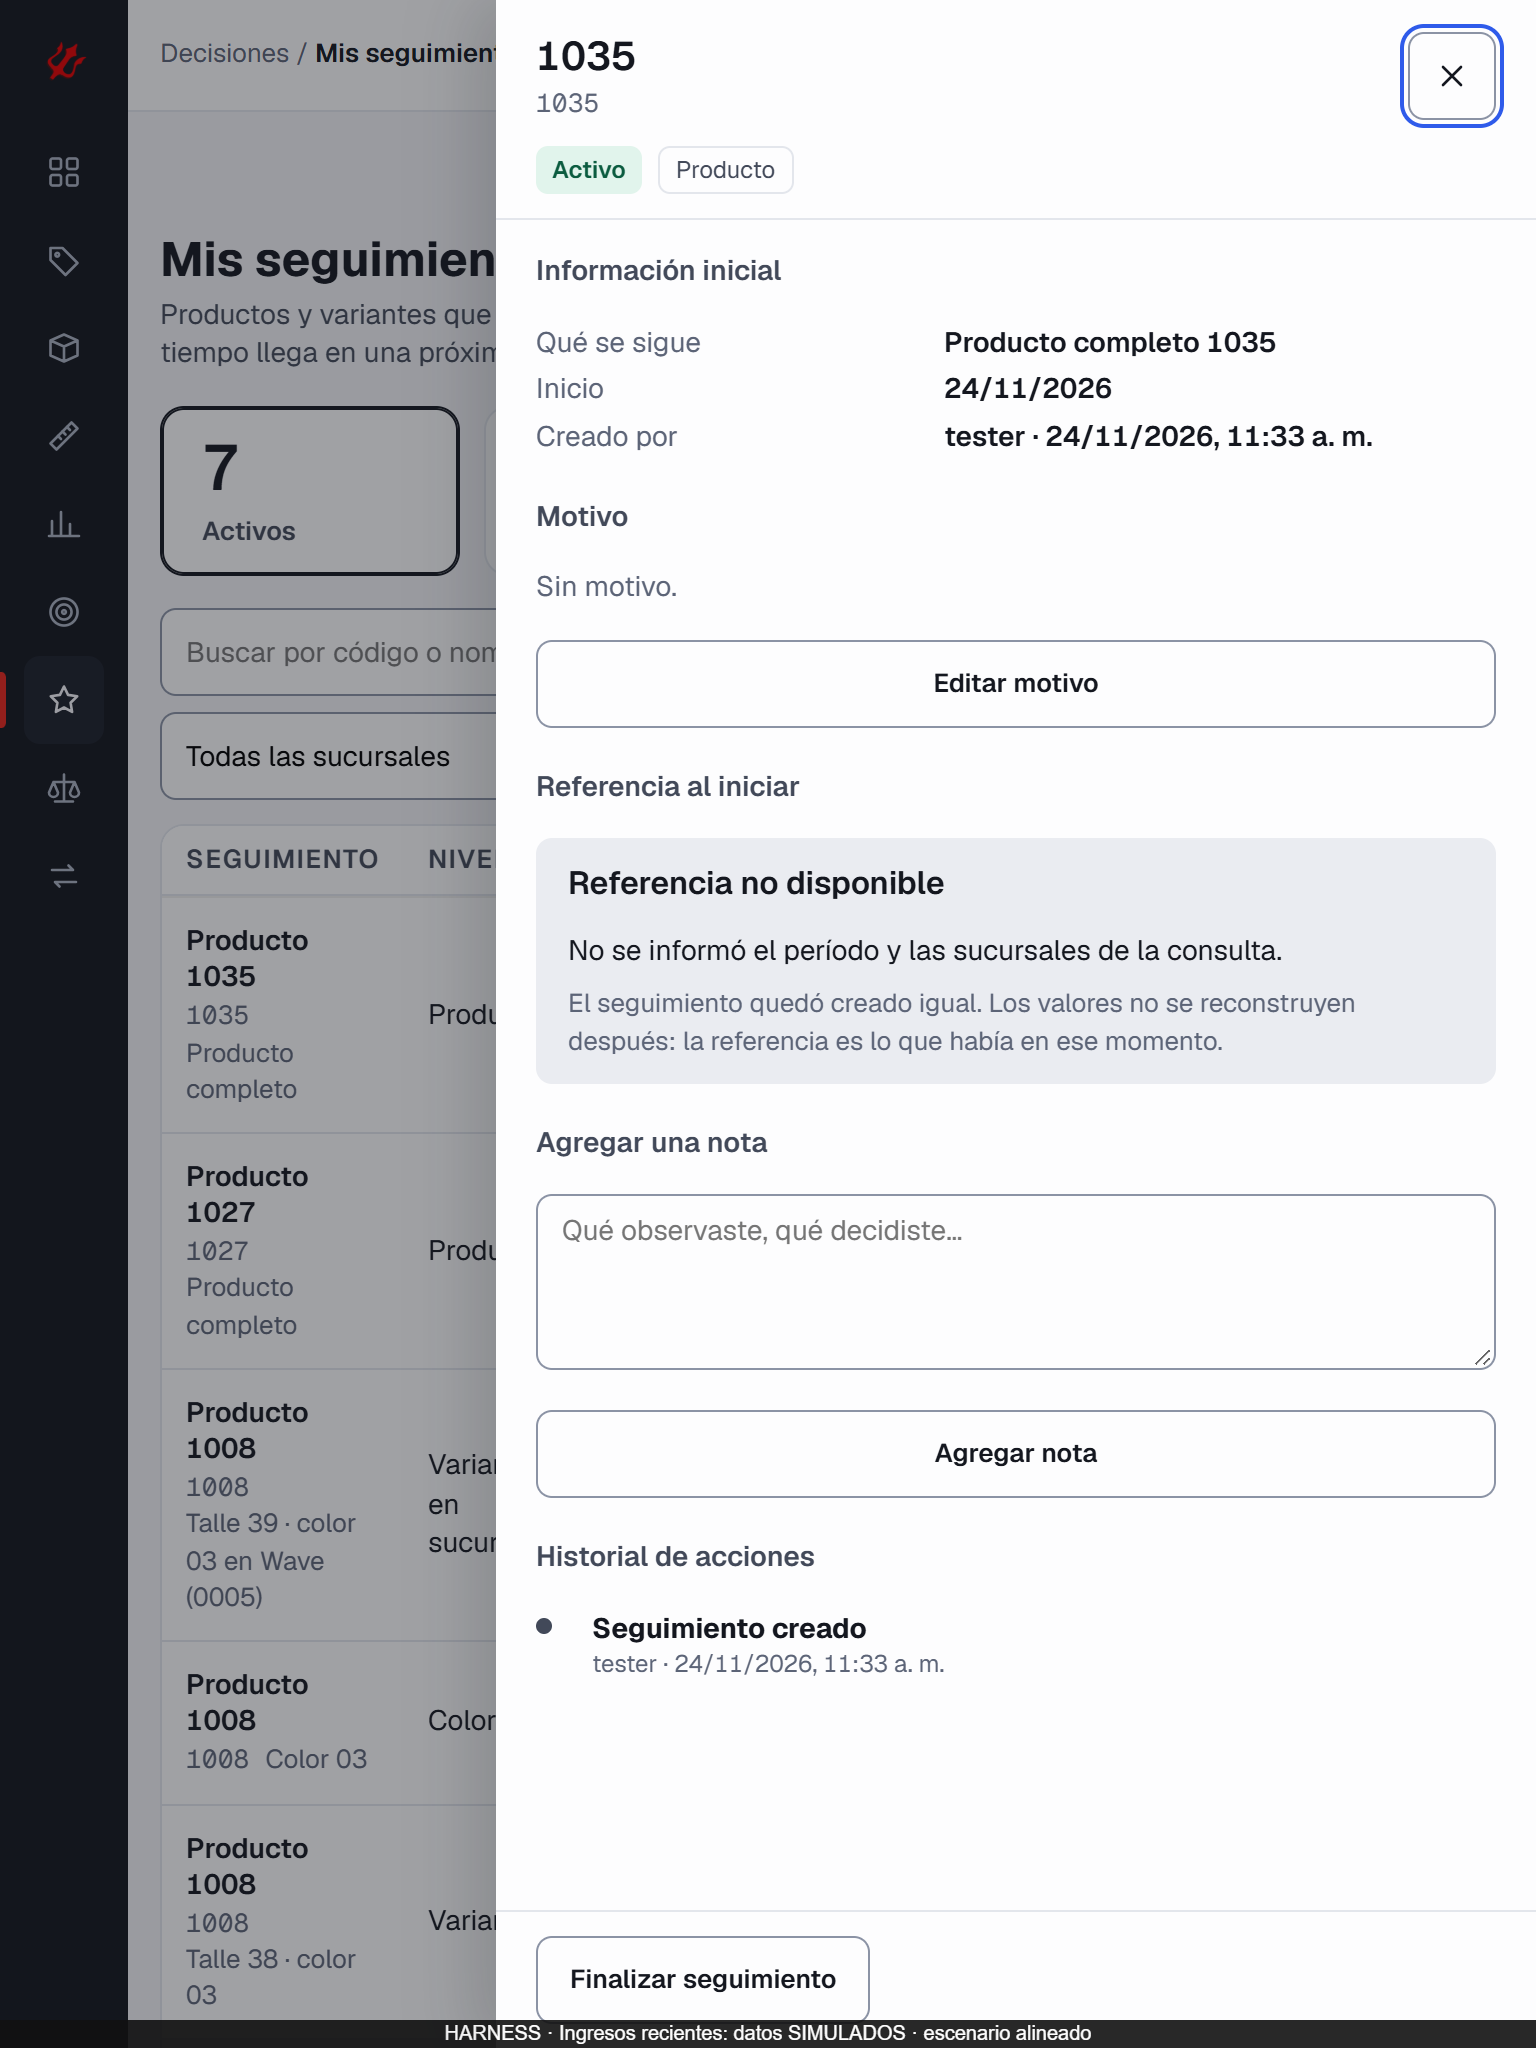 Decisiones / Mis seguimient
Mis seguimien
Productos y variantes que
tiempo llega en una próxim
7
Activos
Buscar por código o nom
Todas las sucursales
SEGUIMIENTO NIVE
Producto
1035
1035
Producto
completo
Produ
Producto
1027
1027
Producto
completo
Produ
Producto
1008
1008
Talle 39 · color
03 en Wave
(0005)
Varian
en
sucur
Producto
1008
1008 Color 03
Color
Producto
1008
1008
Talle 38 · color
03
Varian
1035
1035
Activo Producto
Información inicial
Qué se sigue Producto completo 1035
Inicio 24/11/2026
Creado por tester · 24/11/2026, 11:33 a. m.
Motivo
Sin motivo.
Editar motivo
Referencia al iniciar
Referencia no disponible
No se informó el período y las sucursales de la consulta.
El seguimiento quedó creado igual. Los valores no se reconstruyen
después: la referencia es lo que había en ese momento.
Agregar una nota
Qué observaste, qué decidiste…
Agregar nota
Historial de acciones
Seguimiento creado
tester · 24/11/2026, 11:33 a. m.
Finalizar seguimiento
HARNESS · Ingresos recientes: datos SIMULADOS · escenario alineado